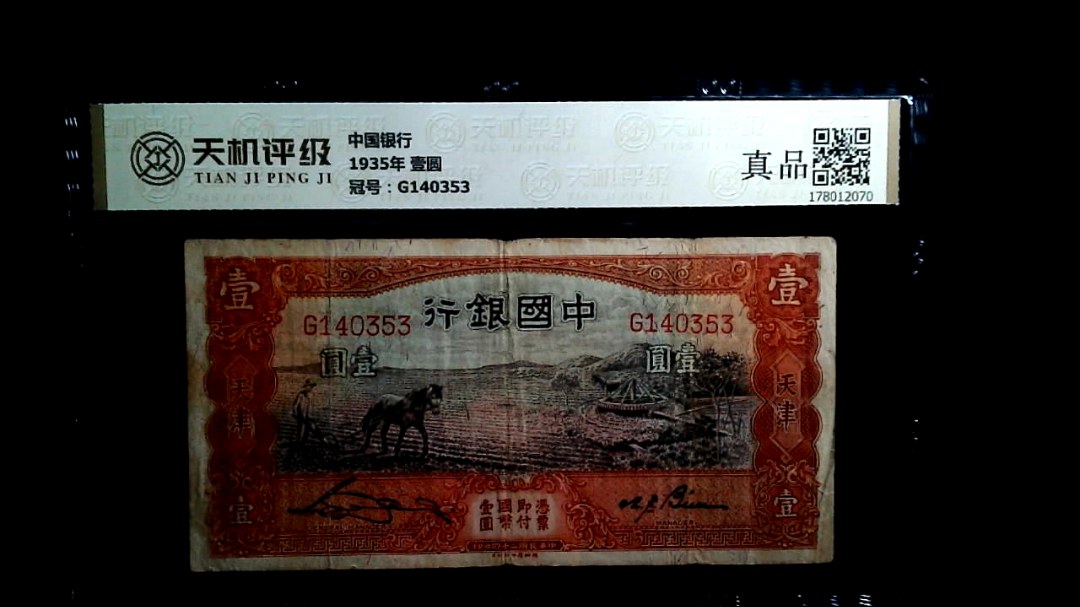 天机评级
TIAN JI PING JI
中国银行
1935年 壹圆
冠号：G140353
真品
178012070
壹
壹
行銀國中
G140353
G140353
圓壹
圓壹
天津
天津
憑票
即付
國幣
壹圓
壹
壹
MANAGER